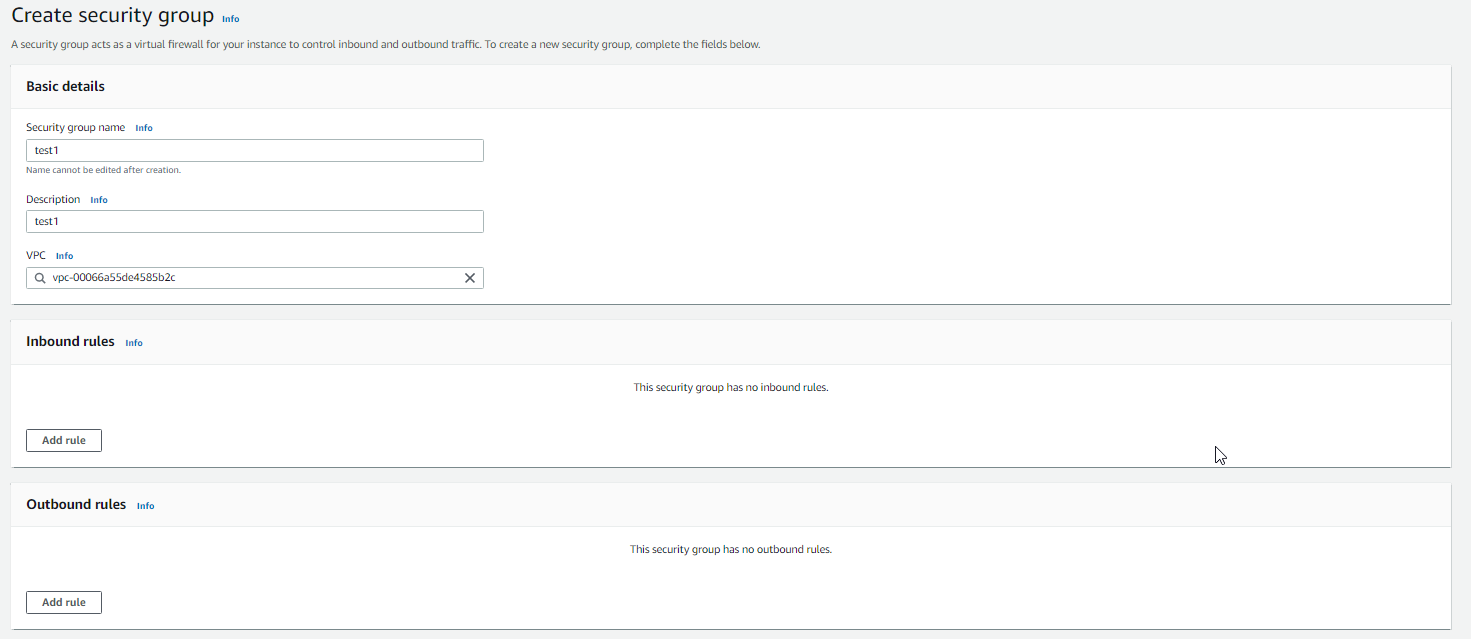 Create security group Info
A security group acts as a virtual firewall for your instance to control inbound and outbound traffic. To create a new security group, complete the fields below.
Basic details
Security group name Info
test1
Name cannot be edited after creation.
Description Info
test1
VPC Info
vpc-00066a55de4585b2c
Inbound rules Info
This security group has no inbound rules.
Add rule
Outbound rules Info
This security group has no outbound rules.
Add rule